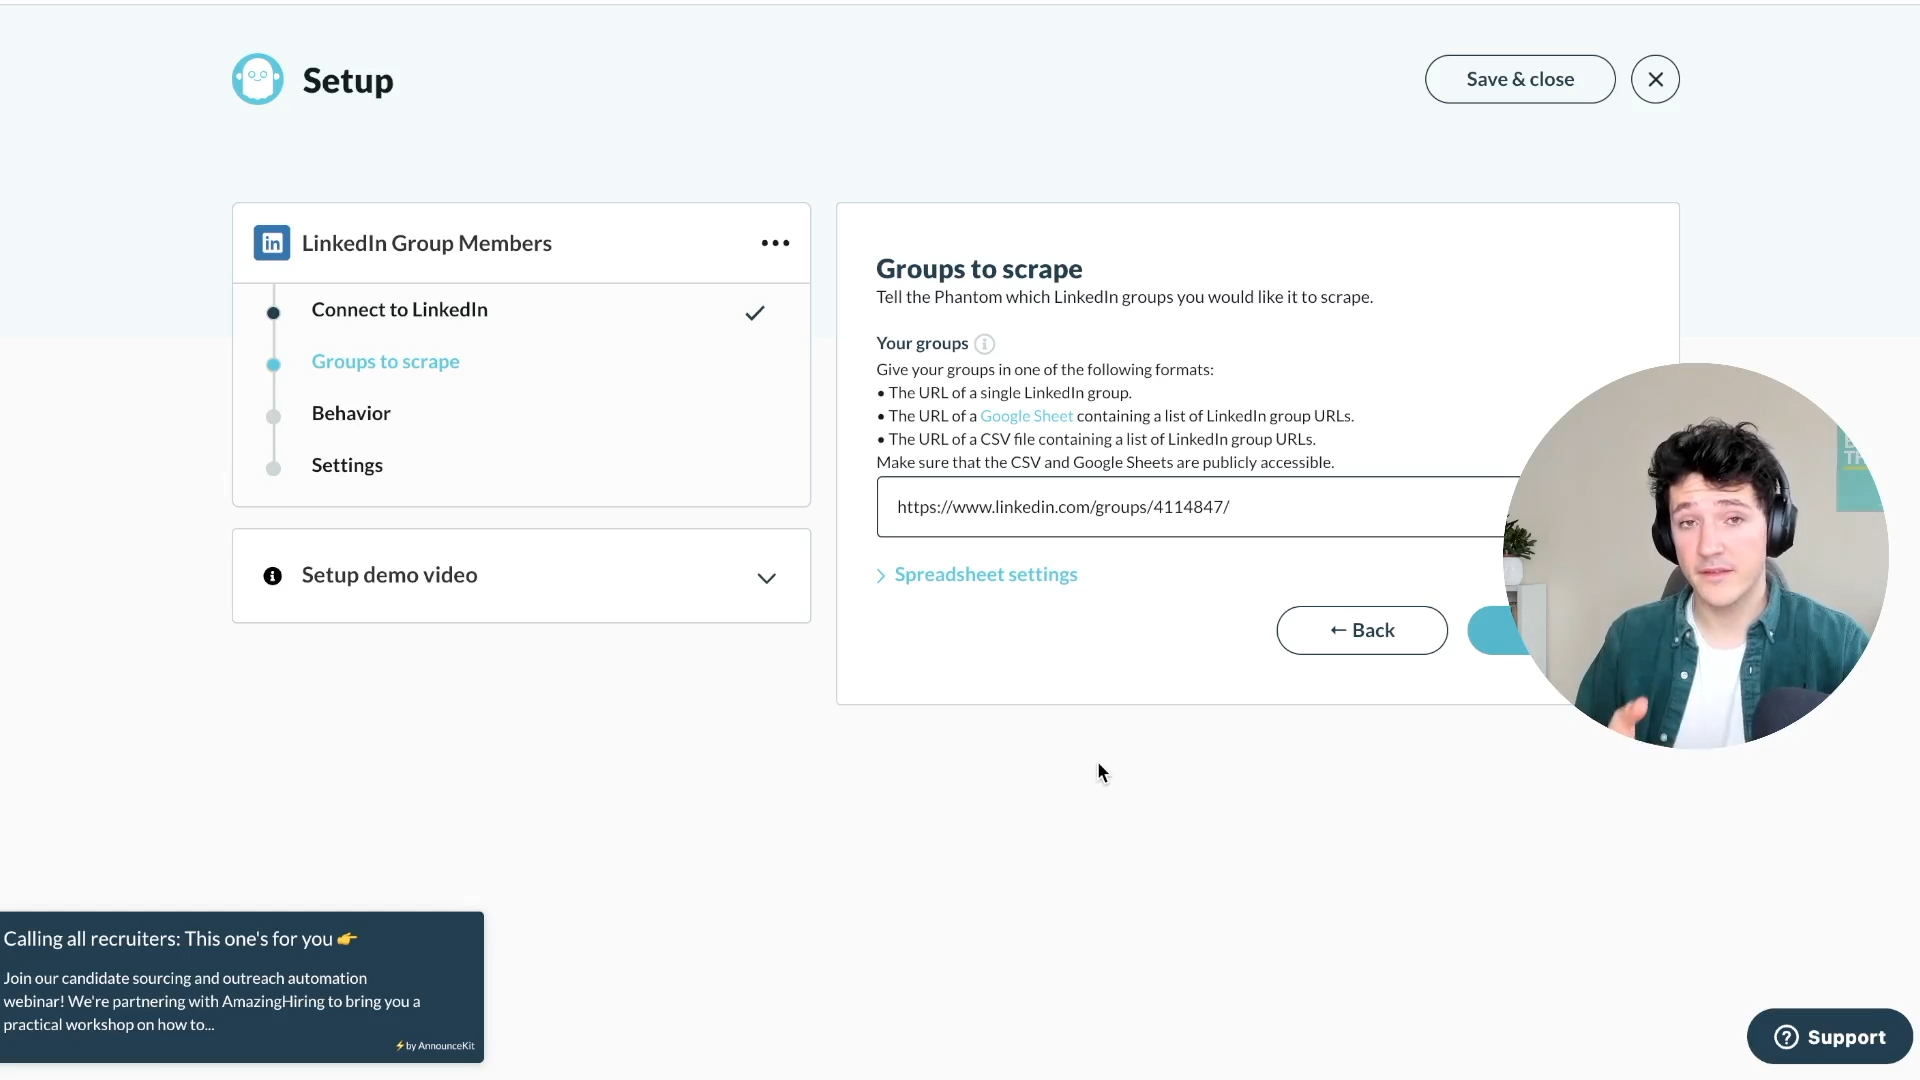 Setup
Save & close
LinkedIn Group Members
Connect to LinkedIn
Groups to scrape
Behavior
Settings
Setup demo video
Groups to scrape
Tell the Phantom which LinkedIn groups you would like it to scrape.
Your groups
Give your groups in one of the following formats:
• The URL of a single LinkedIn group.
• The URL of a Google Sheet containing a list of LinkedIn group URLs.
• The URL of a CSV file containing a list of LinkedIn group URLs.
Make sure that the CSV and Google Sheets are publicly accessible.
https://www.linkedin.com/groups/4114847/
Spreadsheet settings
← Back
Calling all recruiters: This one's for you 👉
Join our candidate sourcing and outreach automation
webinar! We're partnering with AmazingHiring to bring you a
practical workshop on how to...
⚡by AnnounceKit
Support